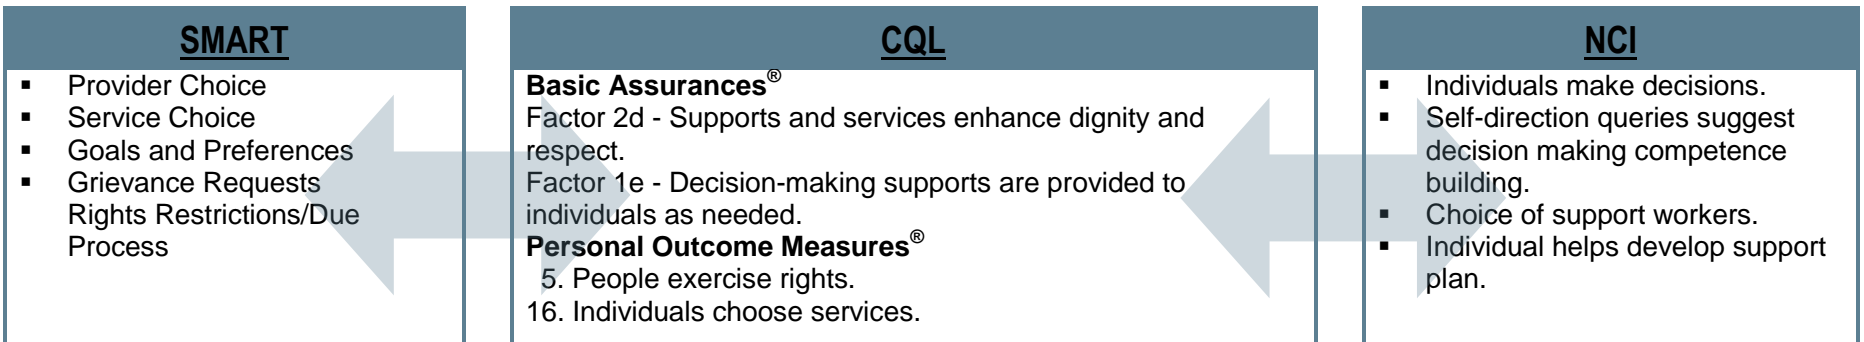 SMART
▪ Provider Choice
▪ Service Choice
▪ Goals and Preferences
▪ Grievance Requests
Rights Restrictions/Due
Process
CQL
Basic Assurances®
Factor 2d - Supports and services enhance dignity and
respect.
Factor 1e - Decision-making supports are provided to
individuals as needed.
Personal Outcome Measures®
5. People exercise rights.
16. Individuals choose services.
NCI
▪ Individuals make decisions.
▪ Self-direction queries suggest
decision making competence
building.
▪ Choice of support workers.
▪ Individual helps develop support
plan.